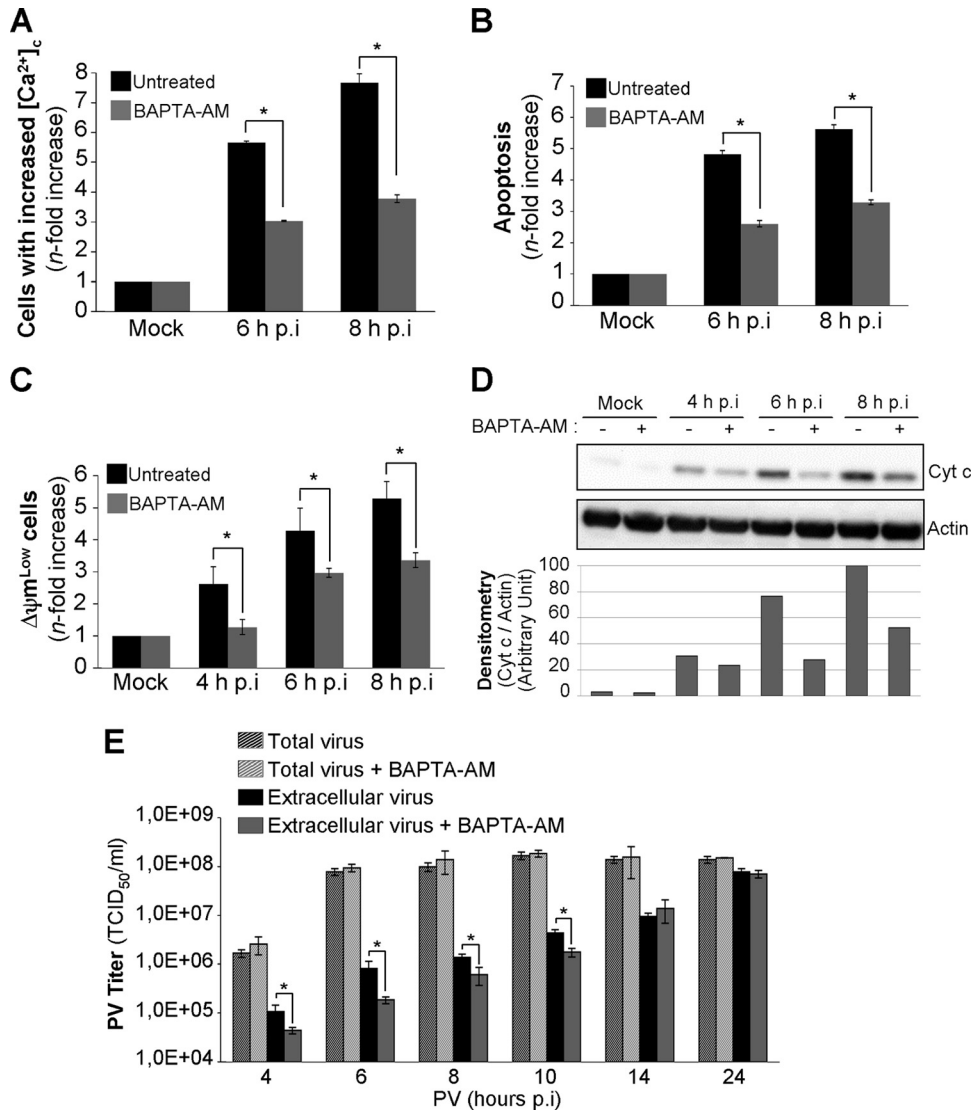 A
Cells with increased [Ca2+]c
(n-fold increase)
8
7
6
5
4
3
2
1
0
Untreated
BAPTA-AM
*
*
Mock
6 h p.i
8 h p.i
B
Apoptosis
(n-fold increase)
7
6
5
4
3
2
1
0
Untreated
BAPTA-AM
*
*
Mock
6 h p.i
8 h p.i
C
ΔψmLow cells
(n-fold increase)
6
5
4
3
2
1
0
Untreated
BAPTA-AM
*
*
*
Mock
4 h p.i
6 h p.i
8 h p.i
D
Mock 4 h p.i 6 h p.i 8 h p.i
BAPTA-AM : - + - + - + - +
Cyt c
Actin
Densitometry
(Cyt c / Actin)
(Arbitrary Unit)
100
80
60
40
20
0
E
Total virus
Total virus + BAPTA-AM
Extracellular virus
Extracellular virus + BAPTA-AM
PV Titer (TCID50/ml)
1,0E+09
1,0E+08
1,0E+07
1,0E+06
1,0E+05
1,0E+04
*
*
*
*
4 6 8 10 14 24
PV (hours p.i)